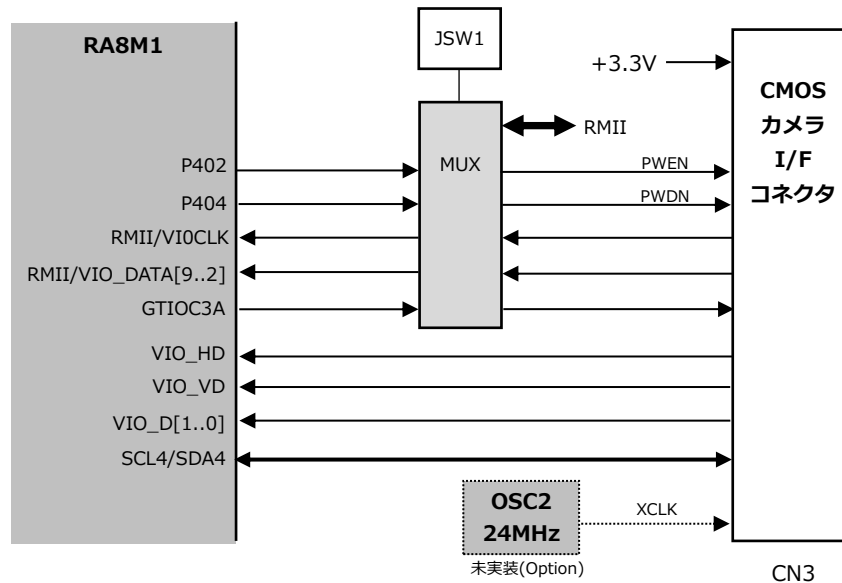 JSW1
RA8M1
+3.3V
CMOS
カメラ
I/F
コネクタ
RMII
MUX
P402
PWEN
P404
PWDN
RMII/VI0CLK
RMII/VIO_DATA[9..2]
GTIOC3A
VIO_HD
VIO_VD
VIO_D[1..0]
SCL4/SDA4
OSC2
24MHz
XCLK
未実装(Option)
CN3